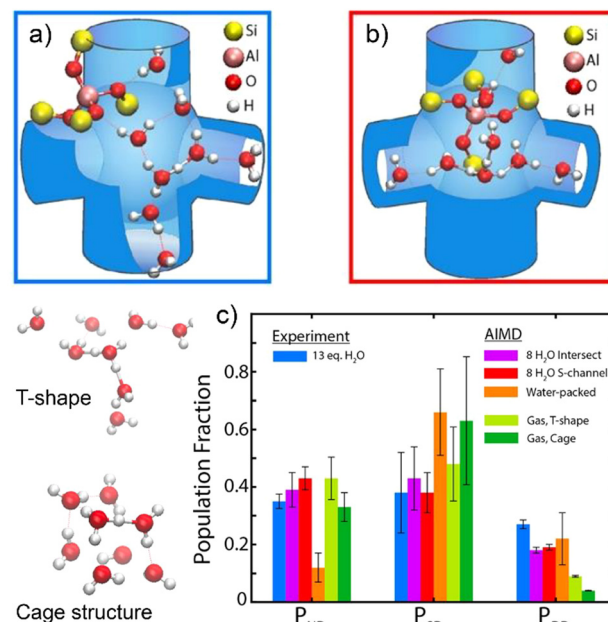 a)
Si
Al
O
H
b)
Si
Al
O
H
T-shape
Cage structure
c)
Experiment
13 eq. H₂O
AIMD
8 H₂O Intersect
8 H₂O S-channel
Water-packed
Gas, T-shape
Gas, Cage
Population Fraction
0.8
0.6
0.4
0.2
0
P
P
P